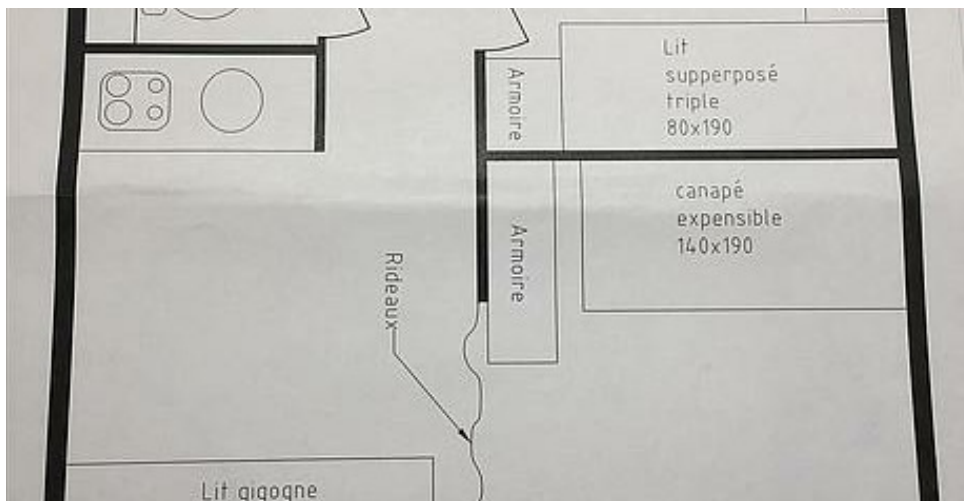 Lit
supperposé
triple
80x190
Armoire
canapé
expensible
140x190
Armoire
Rideaux
Lit gigogne